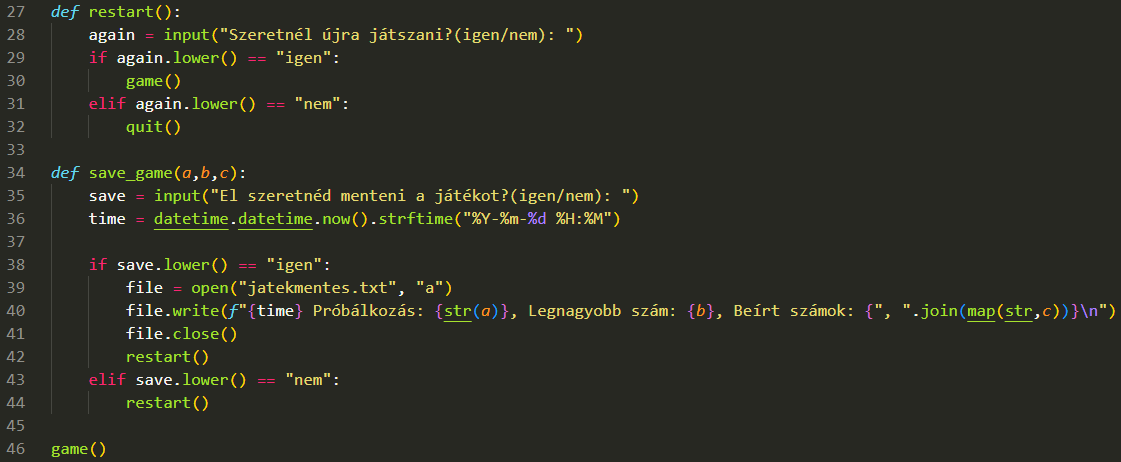 27 def restart():
28     again = input("Szeretnél újra játszani?(igen/nem): ")
29     if again.lower() == "igen":
30         game()
31     elif again.lower() == "nem":
32         quit()
33
34 def save_game(a,b,c):
35     save = input("El szeretnéd menteni a játékot?(igen/nem): ")
36     time = datetime.datetime.now().strftime("%Y-%m-%d %H:%M")
37
38     if save.lower() == "igen":
39         file = open("jatekmentes.txt", "a")
40         file.write(f"{time} Próbálkozás: {str(a)}, Legnagyobb szám: {b}, Beírt számok: {", ".join(map(str,c))}\n")
41         file.close()
42         restart()
43     elif save.lower() == "nem":
44         restart()
45
46 game()